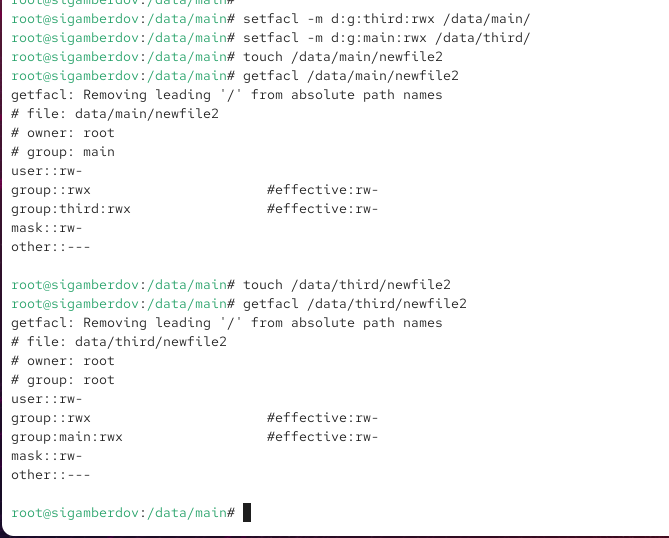 root@sigamberdov:/data/main#
root@sigamberdov:/data/main# setfacl -m d:g:third:rwx /data/main/
root@sigamberdov:/data/main# setfacl -m d:g:main:rwx /data/third/
root@sigamberdov:/data/main# touch /data/main/newfile2
root@sigamberdov:/data/main# getfacl /data/main/newfile2
getfacl: Removing leading '/' from absolute path names
# file: data/main/newfile2
# owner: root
# group: main
user::rw-
group::rwx #effective:rw-
group:third:rwx #effective:rw-
mask::rw-
other::---
root@sigamberdov:/data/main# touch /data/third/newfile2
root@sigamberdov:/data/main# getfacl /data/third/newfile2
getfacl: Removing leading '/' from absolute path names
# file: data/third/newfile2
# owner: root
# group: root
user::rw-
group::rwx #effective:rw-
group:main:rwx #effective:rw-
mask::rw-
other::---
root@sigamberdov:/data/main#